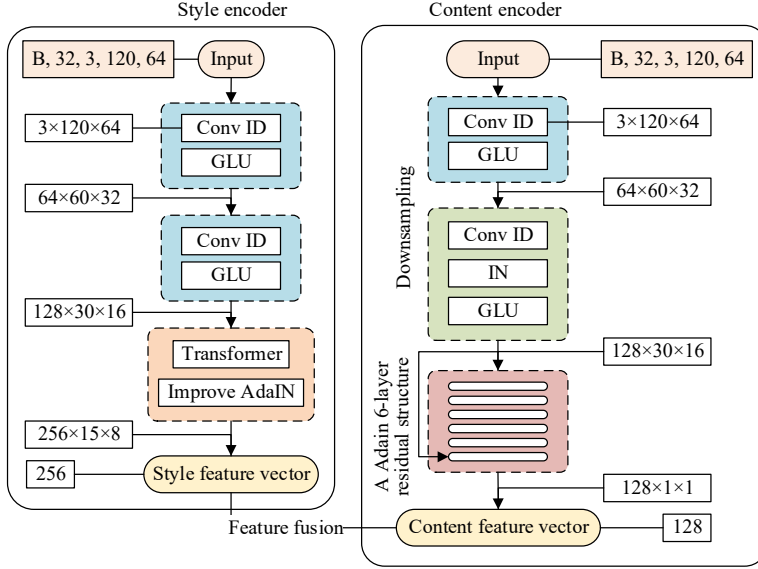 Style encoder
B, 32, 3, 120, 64
Input
3×120×64
Conv ID
GLU
64×60×32
Conv ID
GLU
128×30×16
Transformer
Improve AdaIN
256×15×8
256
Style feature vector
Feature fusion
Content encoder
Input
B, 32, 3, 120, 64
Conv ID
3×120×64
GLU
64×60×32
Downsampling
Conv ID
IN
GLU
128×30×16
A Adain 6-layer
residual structure
128×1×1
Content feature vector
128